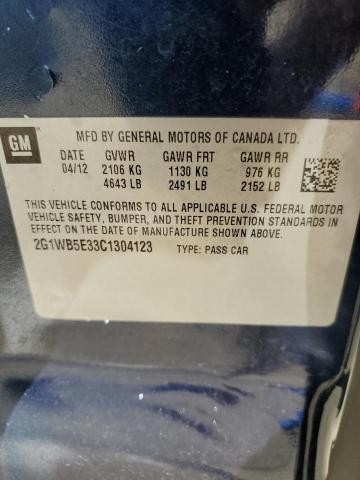 GM
MFD BY GENERAL MOTORS OF CANADA LTD.
DATE GVWR GAWR FRT GAWR RR
04/12 2106 KG 1130 KG 976 KG
4643 LB 2491 LB 2152 LB
THIS VEHICLE CONFORMS TO ALL APPLICABLE U.S. FEDERAL MOTOR
VEHICLE SAFETY, BUMPER, AND THEFT PREVENTION STANDARDS IN
EFFECT ON THE DATE OF MANUFACTURE SHOWN ABOVE.
2G1WB5E33C1304123 TYPE: PASS CAR